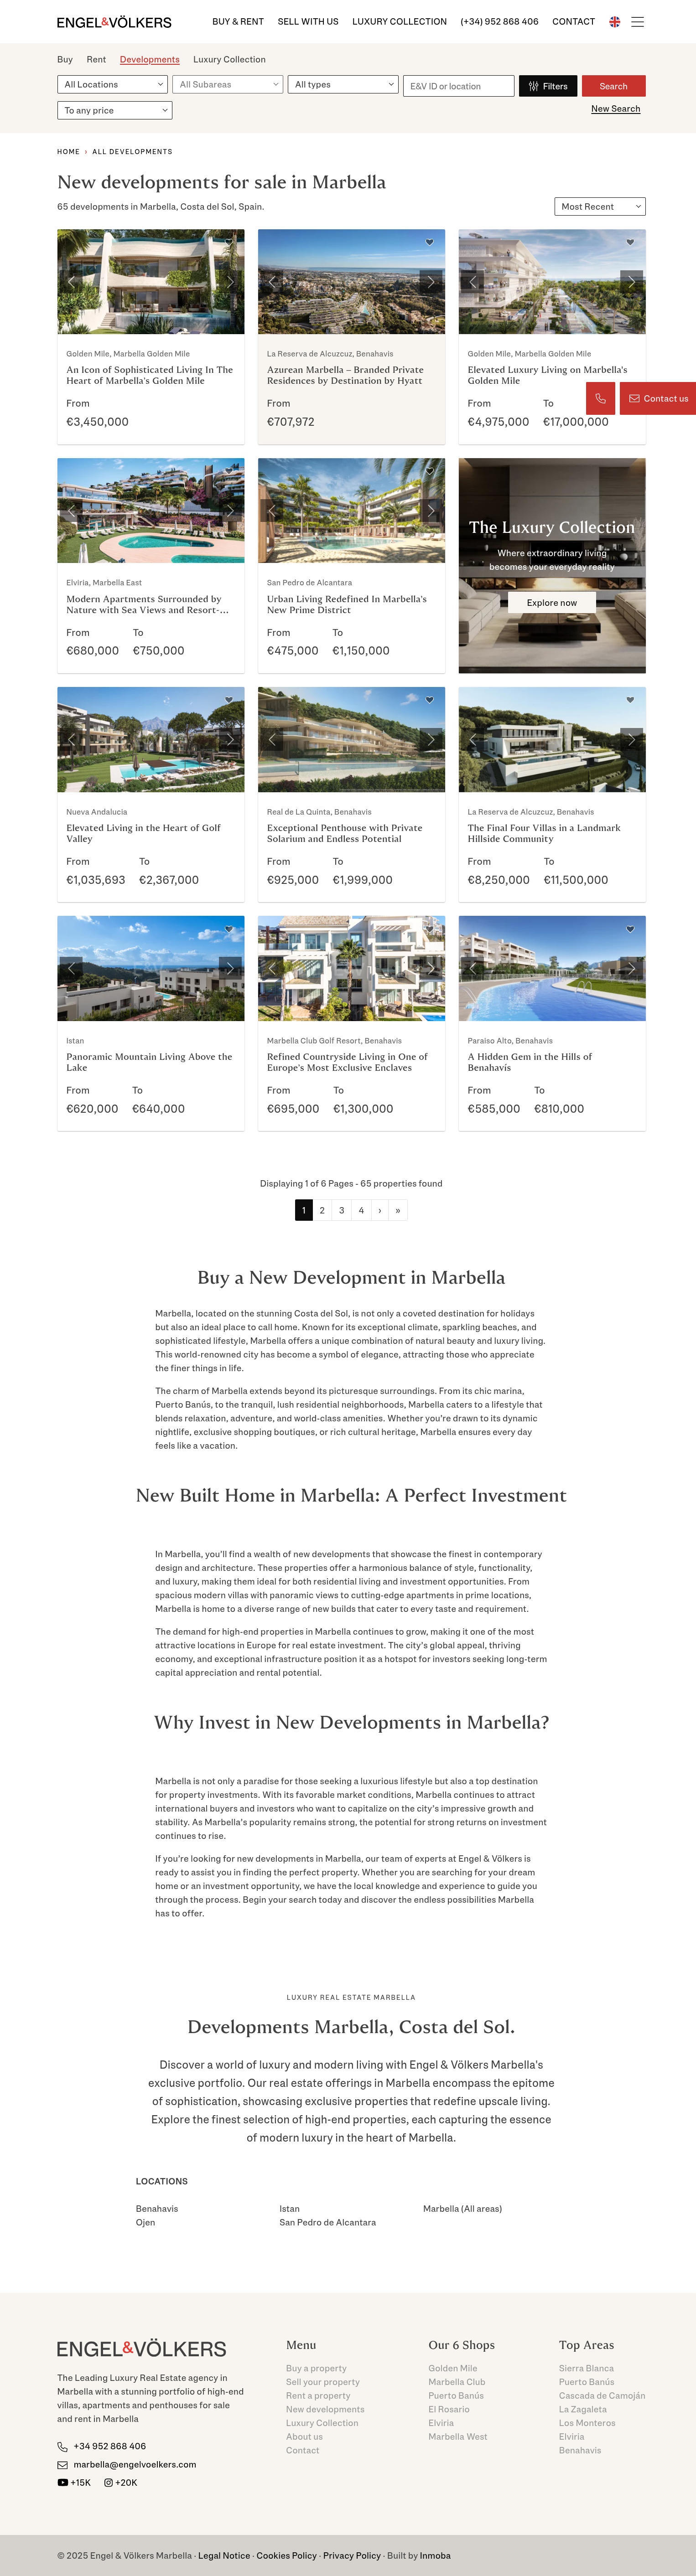 ENGEL&VÖLKERS
BUY & RENT SELL WITH US LUXURY COLLECTION (+34) 952 868 406 CONTACT
Buy Rent Developments Luxury Collection
All Locations All Subareas All types E&V ID or location Filters Search
To any price New Search
HOME › ALL DEVELOPMENTS
New developments for sale in Marbella
65 developments in Marbella, Costa del Sol, Spain.
Most Recent
Golden Mile, Marbella Golden Mile
An Icon of Sophisticated Living In The
Heart of Marbella's Golden Mile
From
€3,450,000
La Reserva de Alcuzcuz, Benahavis
Azurean Marbella – Branded Private
Residences by Destination by Hyatt
From
€707,972
Golden Mile, Marbella Golden Mile
Elevated Luxury Living on Marbella's
Golden Mile
From To
€4,975,000 €17,000,000
Contact us
Elviria, Marbella East
Modern Apartments Surrounded by
Nature with Sea Views and Resort-...
From To
€680,000 €750,000
San Pedro de Alcantara
Urban Living Redefined In Marbella's
New Prime District
From To
€475,000 €1,150,000
The Luxury Collection
Where extraordinary living
becomes your everyday reality
Explore now
Nueva Andalucía
Elevated Living in the Heart of Golf
Valley
From To
€1,035,693 €2,367,000
Real de La Quinta, Benahavis
Exceptional Penthouse with Private
Solarium and Endless Potential
From To
€925,000 €1,999,000
La Reserva de Alcuzcuz, Benahavis
The Final Four Villas in a Landmark
Hillside Community
From To
€8,250,000 €11,500,000
Istan
Panoramic Mountain Living Above the
Lake
From To
€620,000 €640,000
Marbella Club Golf Resort, Benahavis
Refined Countryside Living in One of
Europe's Most Exclusive Enclaves
From To
€695,000 €1,300,000
Paraiso Alto, Benahavis
A Hidden Gem in the Hills of
Benahavís
From To
€585,000 €810,000
Displaying 1 of 6 Pages - 65 properties found
1 2 3 4 › »
Buy a New Development in Marbella
Marbella, located on the stunning Costa del Sol, is not only a coveted destination for holidays
but also an ideal place to call home. Known for its exceptional climate, sparkling beaches, and
sophisticated lifestyle, Marbella offers a unique combination of natural beauty and luxury living.
This world-renowned city has become a symbol of elegance, attracting those who appreciate
the finer things in life.
The charm of Marbella extends beyond its picturesque surroundings. From its chic marina,
Puerto Banús, to the tranquil, lush residential neighborhoods, Marbella caters to a lifestyle that
blends relaxation, adventure, and world-class amenities. Whether you're drawn to its dynamic
nightlife, exclusive shopping boutiques, or rich cultural heritage, Marbella ensures every day
feels like a vacation.
New Built Home in Marbella: A Perfect Investment
In Marbella, you'll find a wealth of new developments that showcase the finest in contemporary
design and architecture. These properties offer a harmonious balance of style, functionality,
and luxury, making them ideal for both residential living and investment opportunities. From
spacious modern villas with panoramic views to cutting-edge apartments in prime locations,
Marbella is home to a diverse range of new builds that cater to every taste and requirement.
The demand for high-end properties in Marbella continues to grow, making it one of the most
attractive locations in Europe for real estate investment. The city's global appeal, thriving
economy, and exceptional infrastructure position it as a hotspot for investors seeking long-term
capital appreciation and rental potential.
Why Invest in New Developments in Marbella?
Marbella is not only a paradise for those seeking a luxurious lifestyle but also a top destination
for property investments. With its favorable market conditions, Marbella continues to attract
international buyers and investors who want to capitalize on the city's impressive growth and
stability. As Marbella's popularity remains strong, the potential for strong returns on investment
continues to rise.
If you're looking for new developments in Marbella, our team of experts at Engel & Völkers is
ready to assist you in finding the perfect property. Whether you are searching for your dream
home or an investment opportunity, we have the local knowledge and experience to guide you
through the process. Begin your search today and discover the endless possibilities Marbella
has to offer.
LUXURY REAL ESTATE MARBELLA
Developments Marbella, Costa del Sol.
Discover a world of luxury and modern living with Engel & Völkers Marbella's
exclusive portfolio. Our real estate offerings in Marbella encompass the epitome
of sophistication, showcasing exclusive properties that redefine upscale living.
Explore the finest selection of high-end properties, each capturing the essence
of modern luxury in the heart of Marbella.
LOCATIONS
Benahavis Istan Marbella (All areas)
Ojen San Pedro de Alcantara
ENGEL&VÖLKERS
The Leading Luxury Real Estate agency in
Marbella with a stunning portfolio of high-end
villas, apartments and penthouses for sale
and rent in Marbella
+34 952 868 406
marbella@engelvoelkers.com
+15K +20K
Menu
Buy a property
Sell your property
Rent a property
New developments
Luxury Collection
About us
Contact
Our 6 Shops
Golden Mile
Marbella Club
Puerto Banús
El Rosario
Elviria
Marbella West
Top Areas
Sierra Blanca
Puerto Banús
Cascada de Camoján
La Zagaleta
Los Monteros
Elviria
Benahavís
© 2025 Engel & Völkers Marbella · Legal Notice · Cookies Policy · Privacy Policy · Built by Inmoba